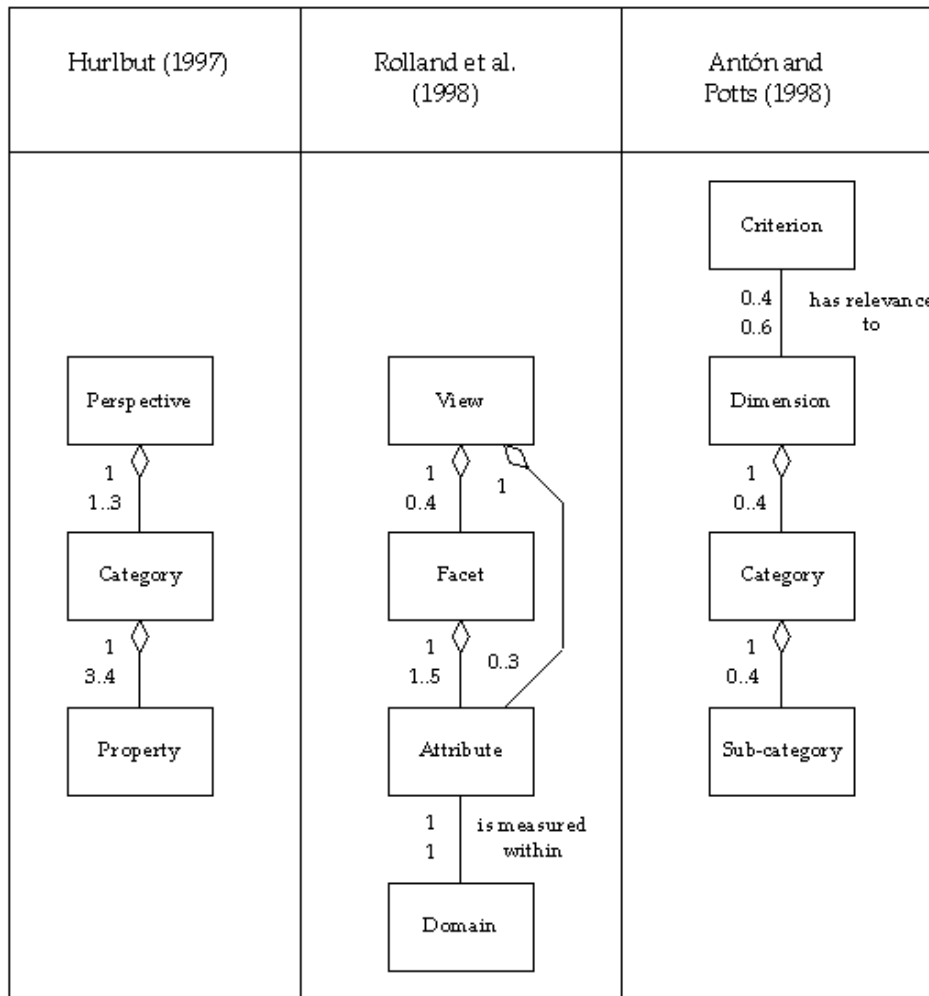 Hurlbut (1997)
Rolland et al.
(1998)
Antón and
Potts (1998)
Perspective
1
1..3
Category
1
3..4
Property
View
1
0..4
1
Facet
1
1..5
0..3
Attribute
1
1
is measured
within
Domain
Criterion
0..4
0..6
has relevance
to
Dimension
1
0..4
Category
1
0..4
Sub-category